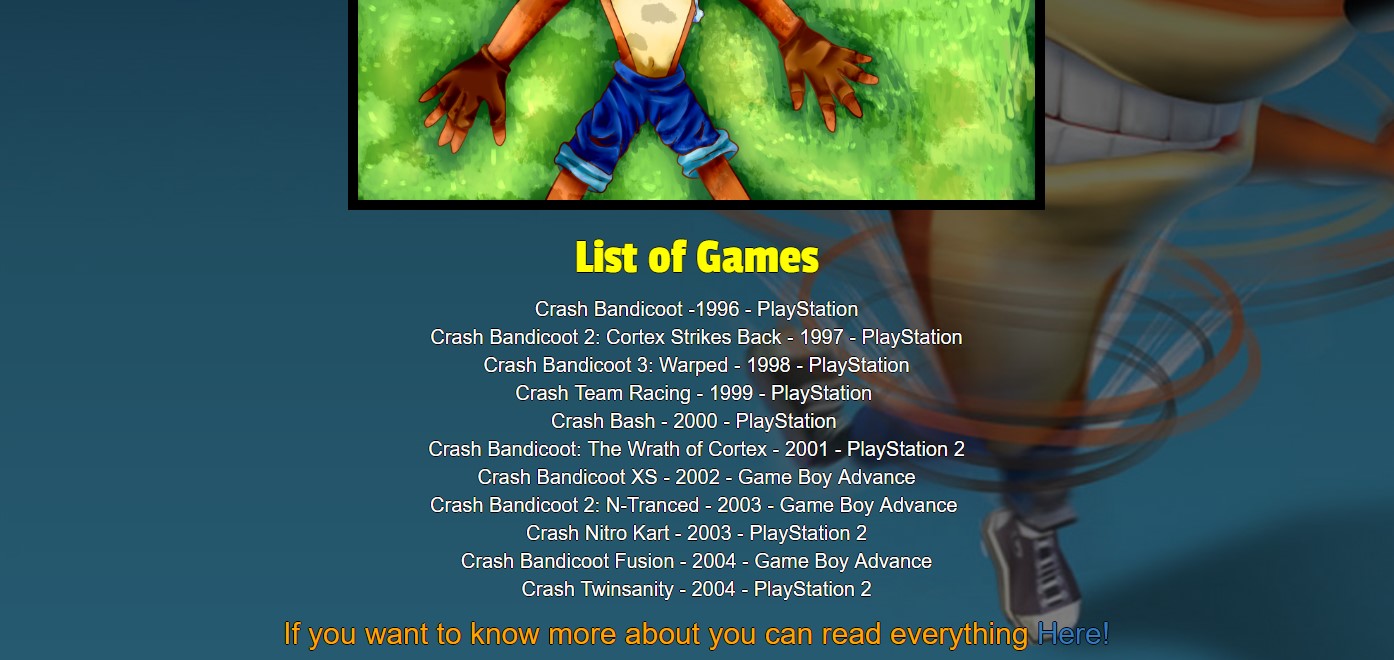 List of Games
Crash Bandicoot -1996 - PlayStation
Crash Bandicoot 2: Cortex Strikes Back - 1997 - PlayStation
Crash Bandicoot 3: Warped - 1998 - PlayStation
Crash Team Racing - 1999 - PlayStation
Crash Bash - 2000 - PlayStation
Crash Bandicoot: The Wrath of Cortex - 2001 - PlayStation 2
Crash Bandicoot XS - 2002 - Game Boy Advance
Crash Bandicoot 2: N-Tranced - 2003 - Game Boy Advance
Crash Nitro Kart - 2003 - PlayStation 2
Crash Bandicoot Fusion - 2004 - Game Boy Advance
Crash Twinsanity - 2004 - PlayStation 2
If you want to know more about you can read everything Here!